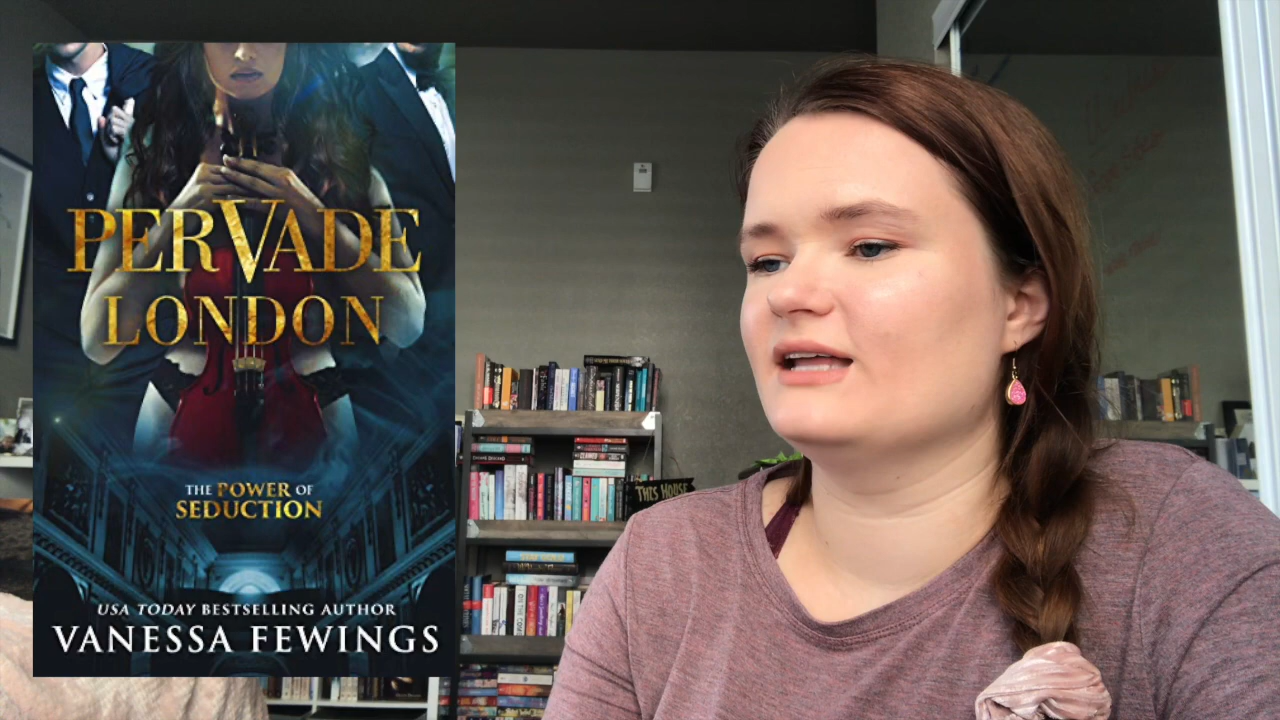 PERVADE
LONDON
THE POWER OF
SEDUCTION
USA TODAY BESTSELLING AUTHOR
VANESSA FEWINGS
THIS HOUSE